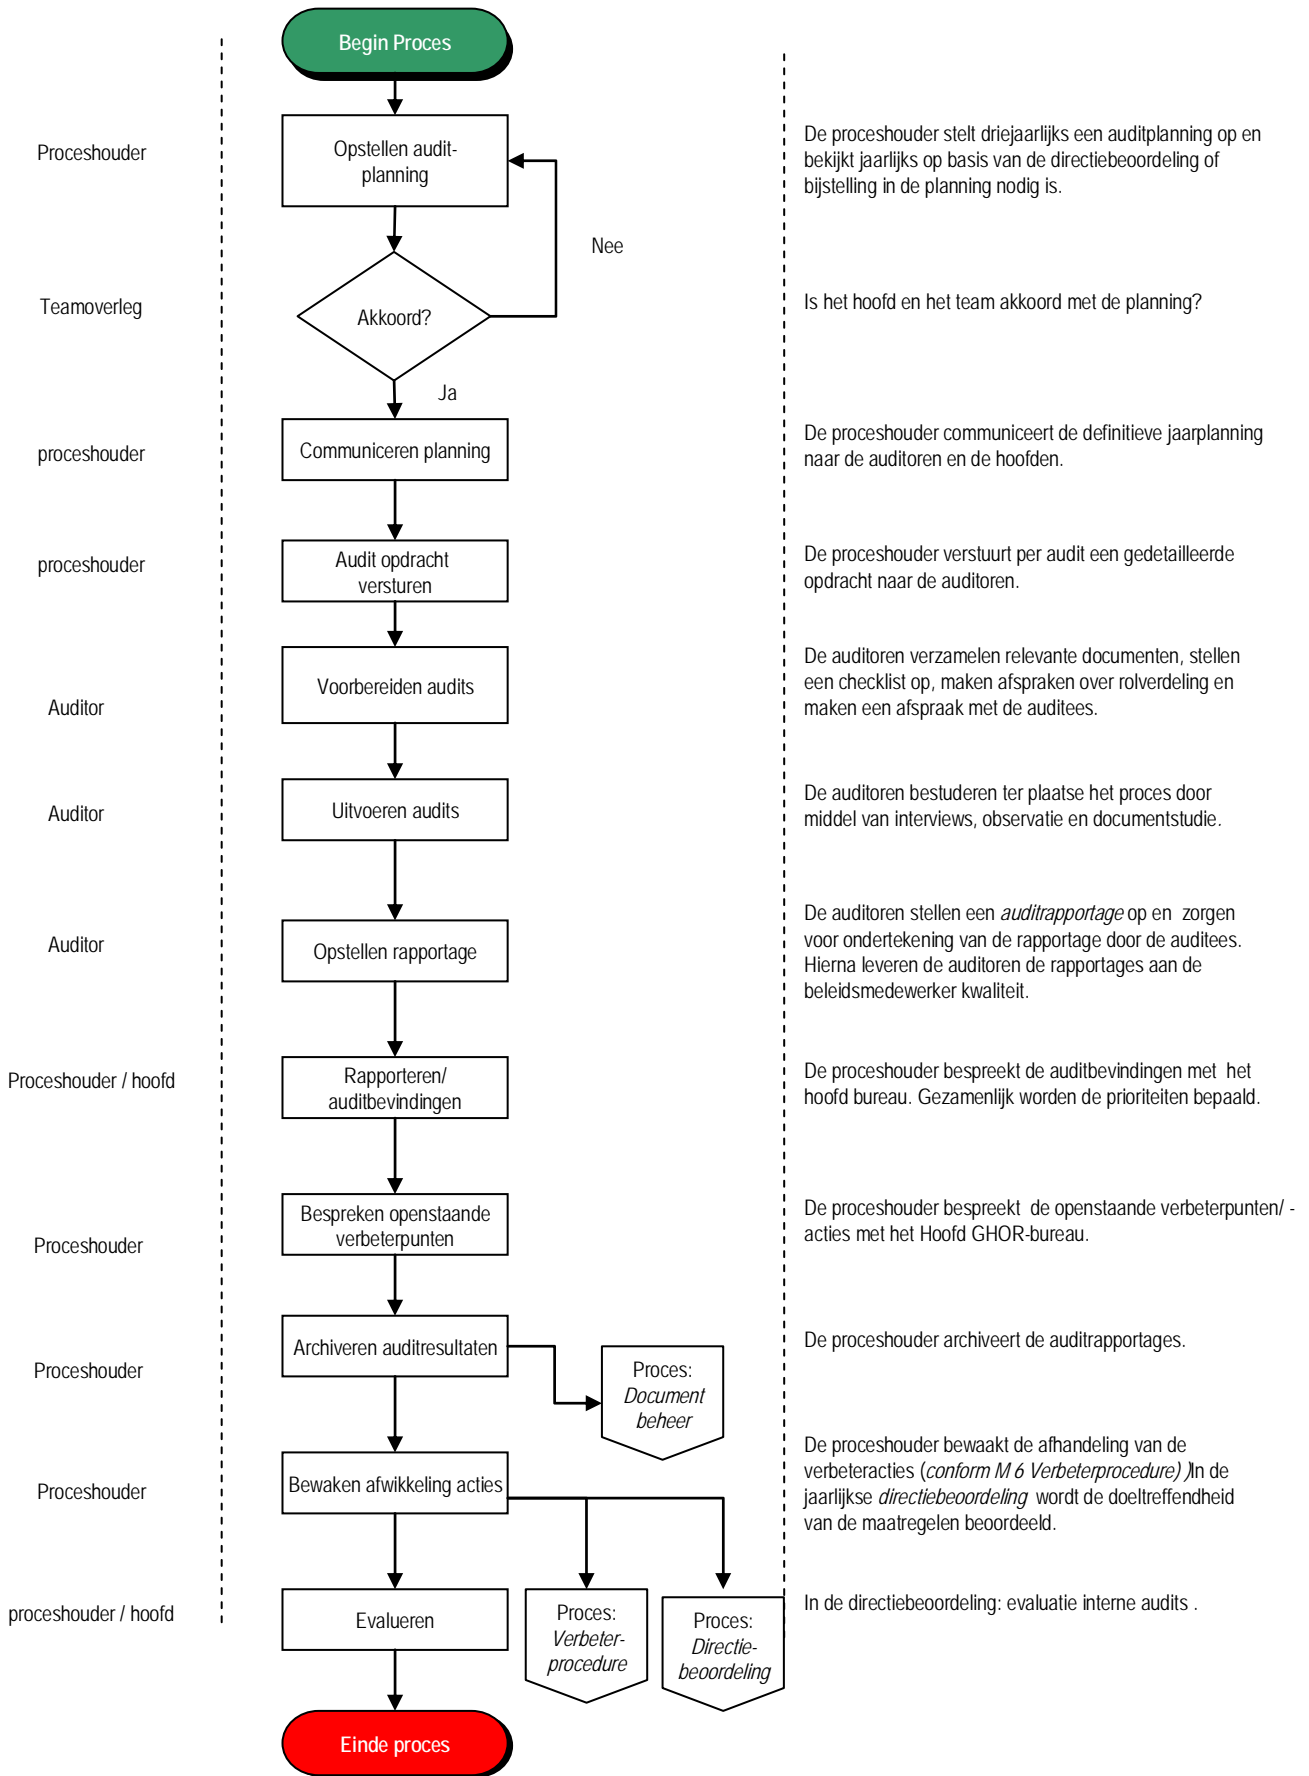 Begin Proces
Proceshouder
Opstellen audit-
planning
De proceshouder stelt driejaarlijks een auditplanning op en
bekijkt jaarlijks op basis van de directiebeoordeling of
bijstelling in de planning nodig is.
Nee
Teamoverleg
Akkoord?
Is het hoofd en het team akkoord met de planning?
Ja
proceshouder
Communiceren planning
De proceshouder communiceert de definitieve jaarplanning
naar de auditoren en de hoofden.
proceshouder
Audit opdracht
versturen
De proceshouder verstuurt per audit een gedetailleerde
opdracht naar de auditoren.
Auditor
Voorbereiden audits
De auditoren verzamelen relevante documenten, stellen
een checklist op, maken afspraken over rolverdeling en
maken een afspraak met de auditees.
Auditor
Uitvoeren audits
De auditoren bestuderen ter plaatse het proces door
middel van interviews, observatie en documentstudie.
Auditor
Opstellen rapportage
De auditoren stellen een auditrapportage op en  zorgen
voor ondertekening van de rapportage door de auditees.
Hierna leveren de auditoren de rapportages aan de
beleidsmedewerker kwaliteit.
Proceshouder / hoofd
Rapporteren/
auditbevindingen
De proceshouder bespreekt de auditbevindingen met  het
hoofd bureau. Gezamenlijk worden de prioriteiten bepaald.
Proceshouder
Bespreken openstaande
verbeterpunten
De proceshouder bespreekt  de openstaande verbeterpunten/ -
acties met het Hoofd GHOR-bureau.
Proceshouder
Archiveren auditresultaten
De proceshouder archiveert de auditrapportages.
Proces:
Document
beheer
Proceshouder
Bewaken afwikkeling acties
De proceshouder bewaakt de afhandeling van de
verbeteracties (conform M 6 Verbeterprocedure) )In de
jaarlijkse directiebeoordeling  wordt de doeltreffendheid
van de maatregelen beoordeeld.
proceshouder / hoofd
Evalueren
Proces:
Verbeter-
procedure
Proces:
Directie-
beoordeling
In de directiebeoordeling: evaluatie interne audits .
Einde proces